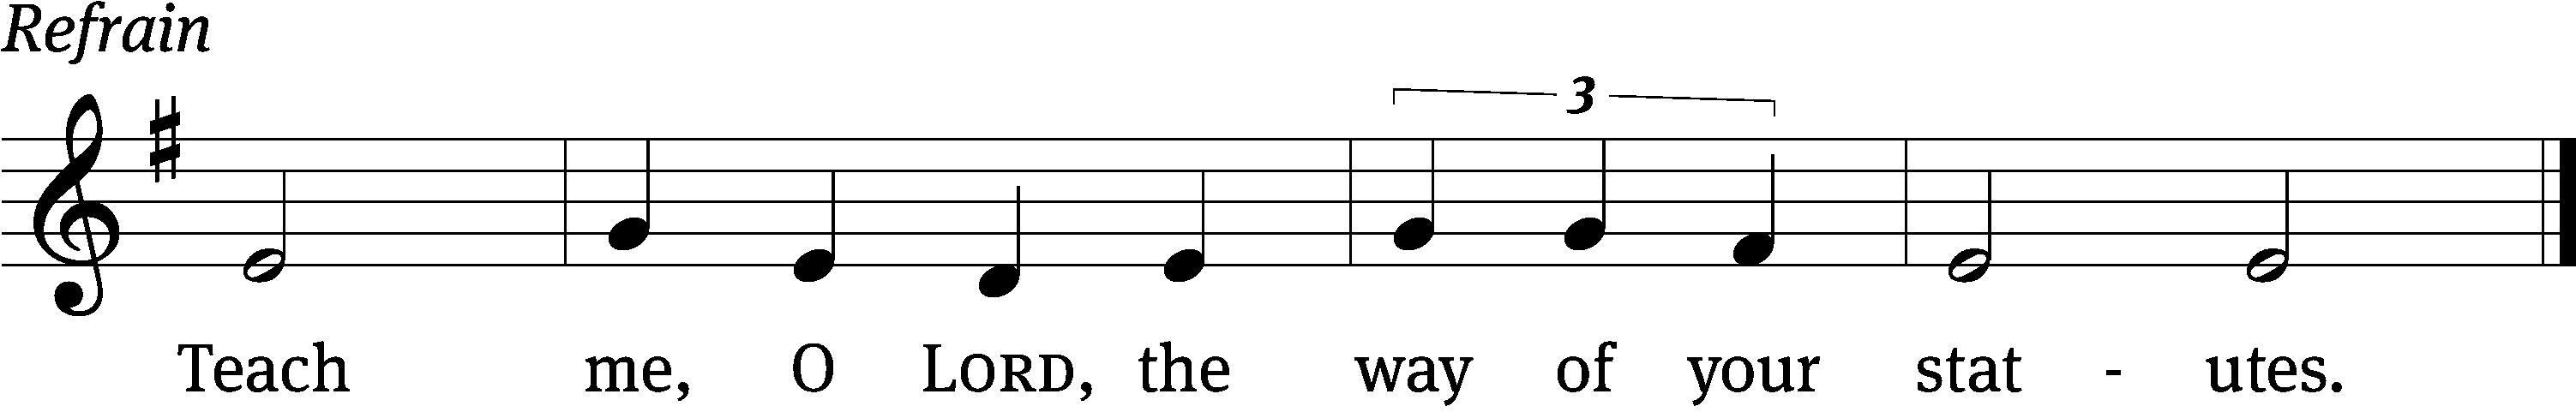 Refrain
3
Teach me, O LORD, the way of your stat - utes.